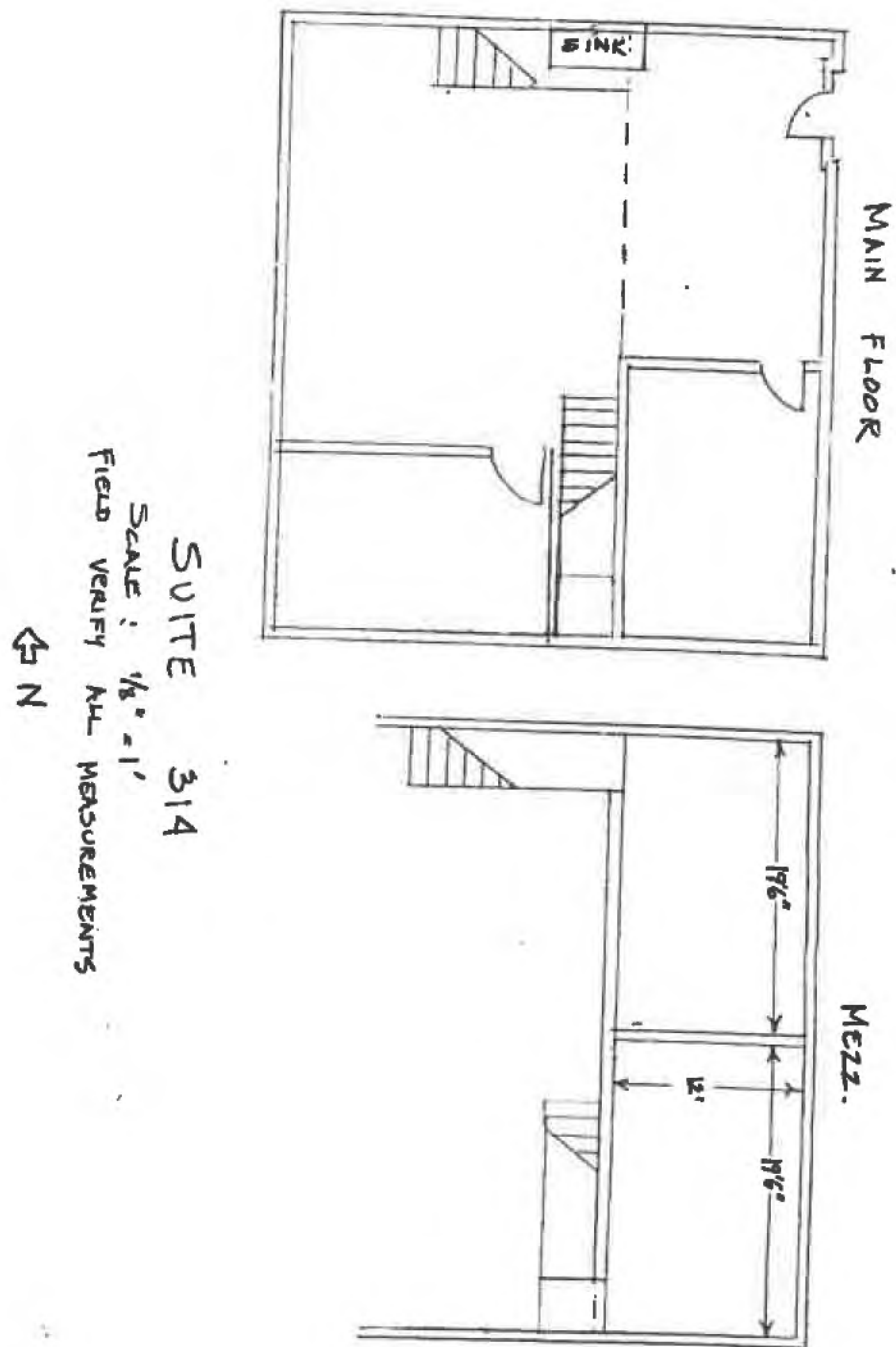 MAIN FLOOR
SINK
MEZZ.
19'6"
19'6"
12'
SUITE 314
SCALE : 1/8" = 1'
FIELD VERIFY ALL MEASUREMENTS
N